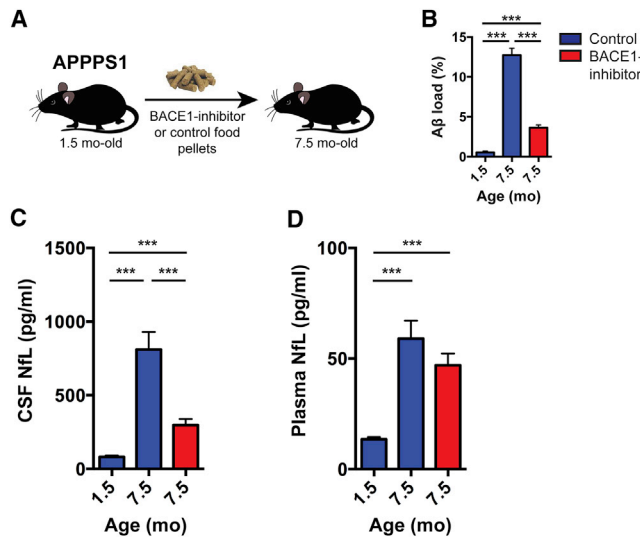 A
APPPS1
1.5 mo-old
BACE1-inhibitor
or control food
pellets
7.5 mo-old
B
Aβ load (%)
15
10
5
0
***
*** ***
1.5
7.5
7.5
Age (mo)
Control
BACE1-
inhibitor
C
CSF NfL (pg/ml)
1500
1000
500
0
***
*** ***
1.5
7.5
7.5
Age (mo)
D
Plasma NfL (pg/ml)
100
50
0
***
***
1.5
7.5
7.5
Age (mo)